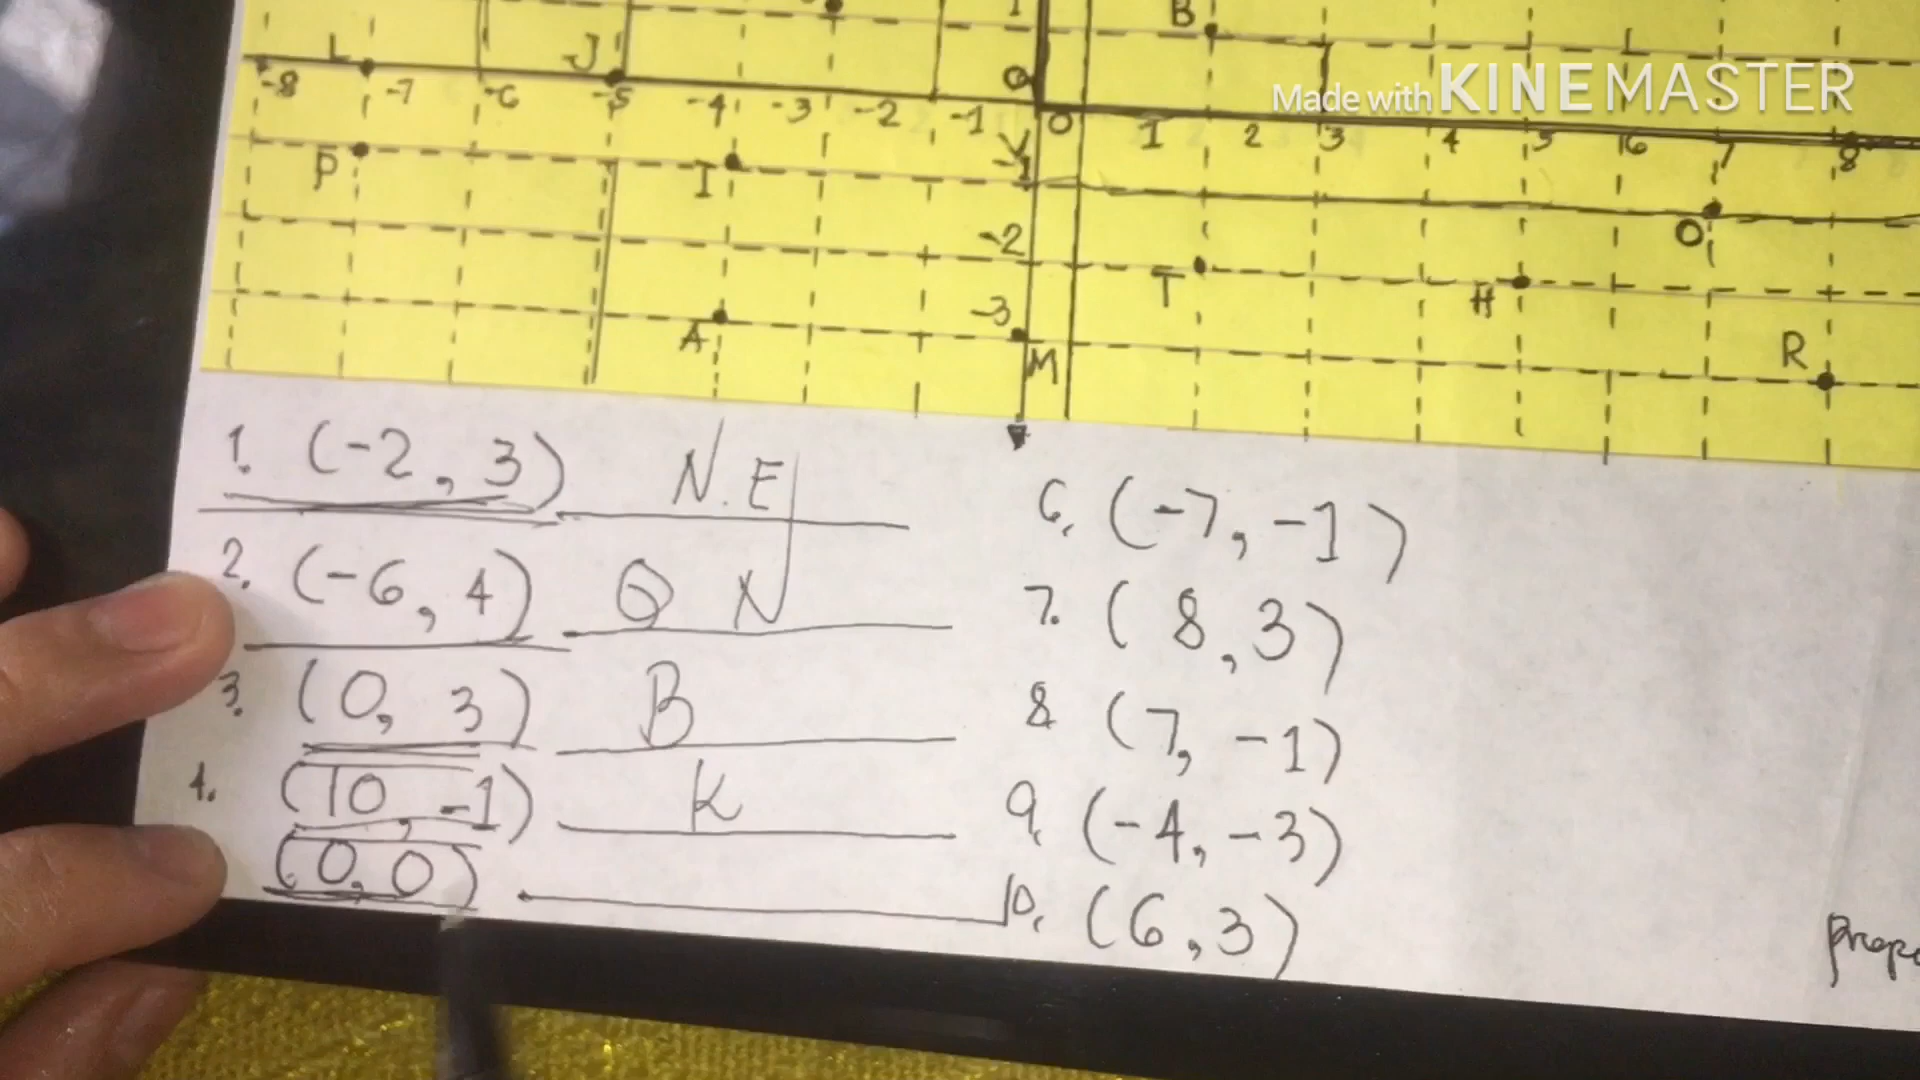 1 B
L J Q
Made with KINEMASTER
-8 -7 -6 -5 -4 -3 -2 -1 0 1 2 3 4 5 6 7 8
P I -1
-2 O
T H
A -3 M R
1. (-2, 3) N.E
2. (-6, 4) Q N
3. (0, 3) B
4. (10, -1) K
(0,0)
6. (-7, -1)
7. (8, 3)
8 (7, -1)
9. (-4, -3)
10. (6, 3)